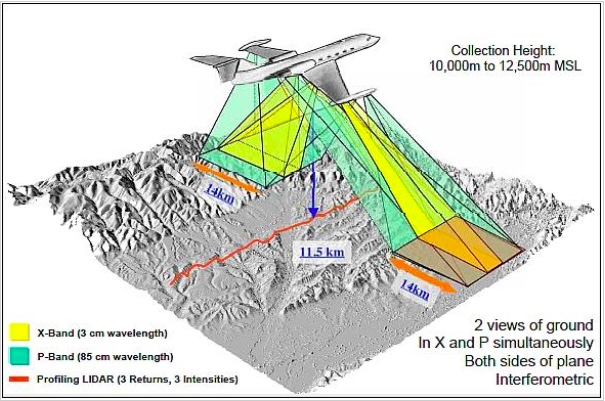 Collection Height:
10,000m to 12,500m MSL
14km
11.5 km
14km
X-Band (3 cm wavelength)
P-Band (85 cm wavelength)
Profiling LIDAR (3 Returns, 3 Intensities)
2 views of ground
In X and P simultaneously
Both sides of plane
Interferometric